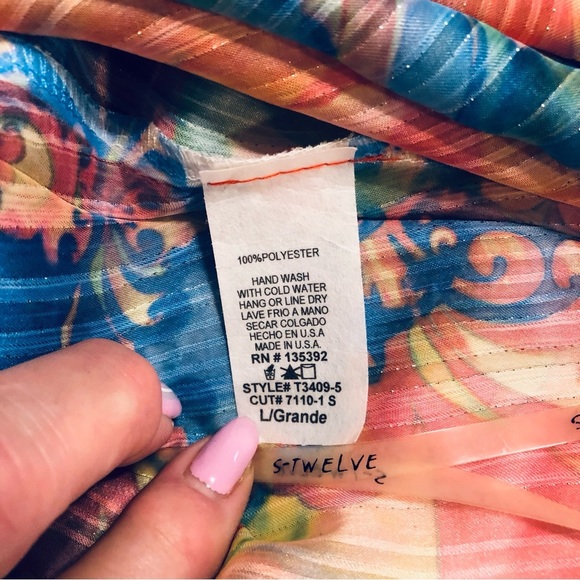 100%POLYESTER
HAND WASH
WITH COLD WATER
HANG OR LINE DRY
LAVE FRIO A MANO
SECAR COLGADO
HECHO EN U.S.A
MADE IN U.S.A.
RN # 135392
STYLE# T3409-5
CUT# 7110-1 S
L/Grande
S-TWELVE